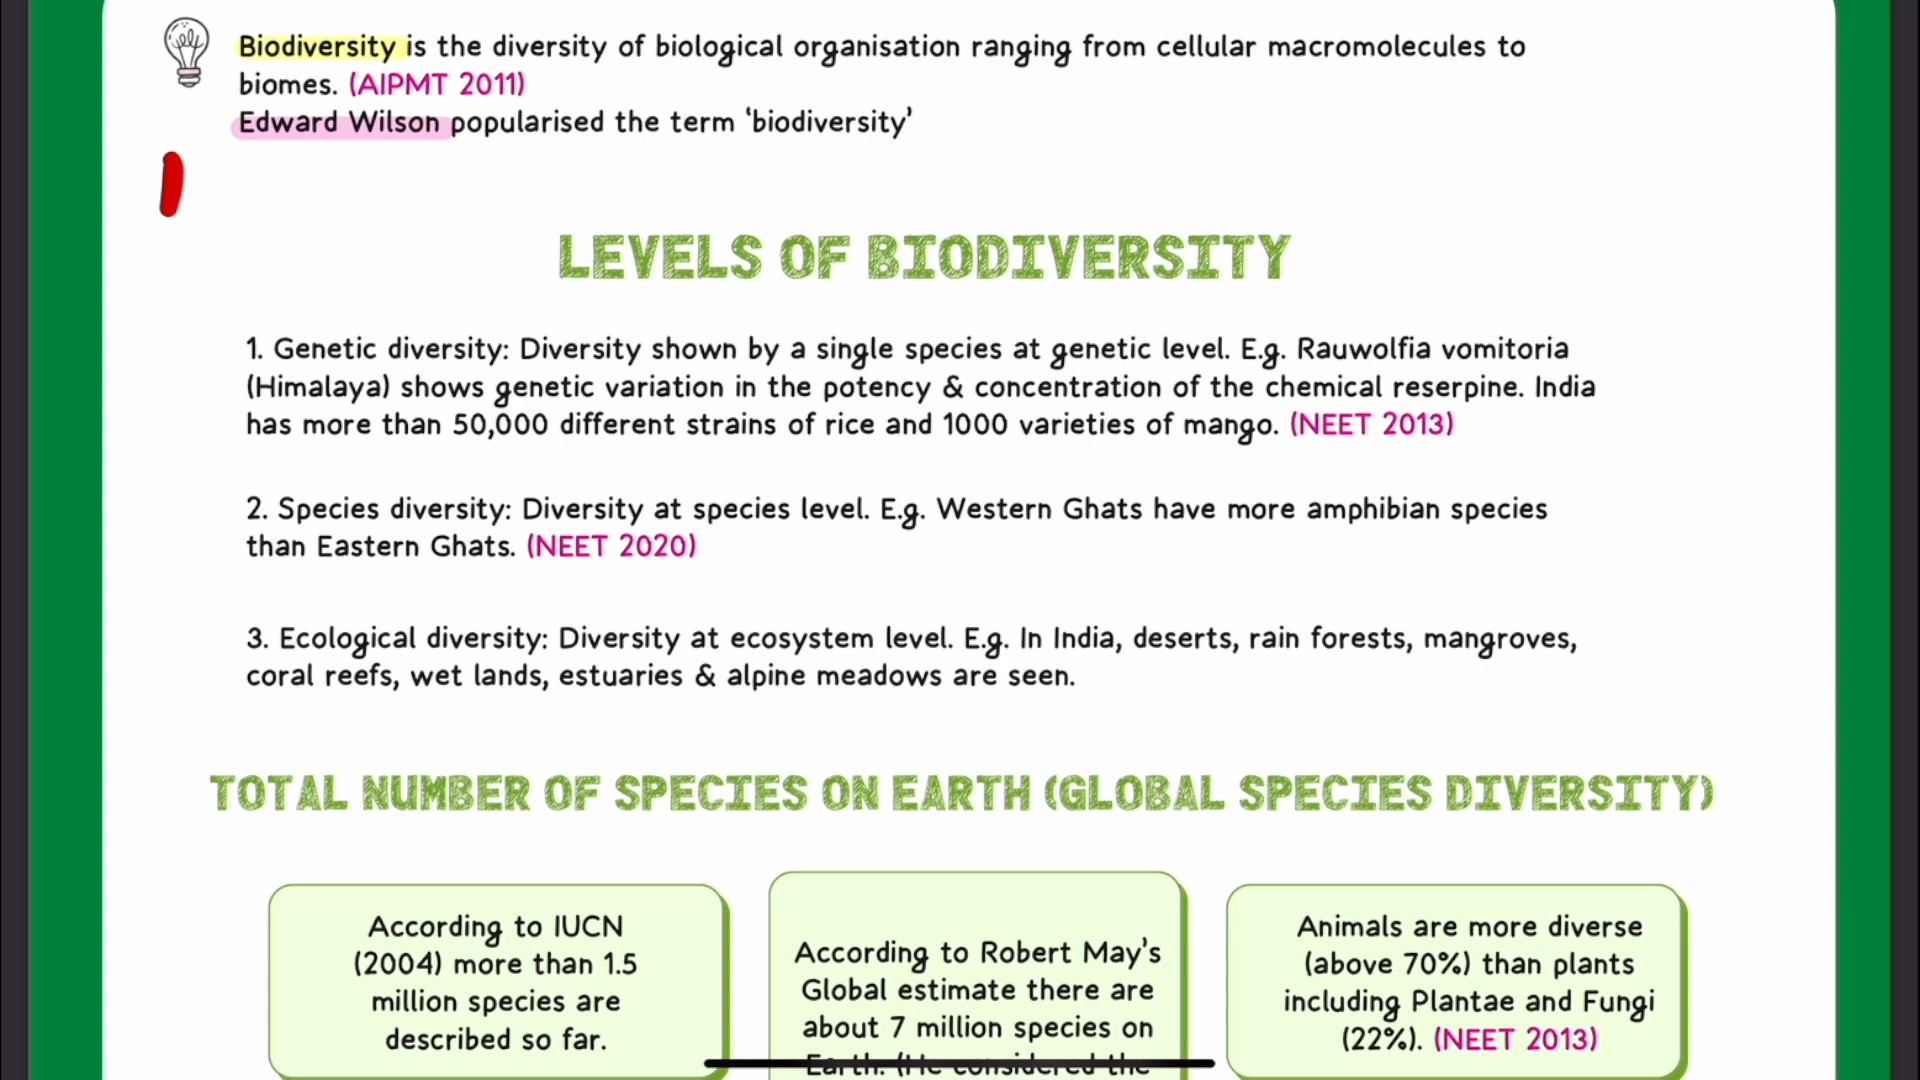 Biodiversity is the diversity of biological organisation ranging from cellular macromolecules to
biomes. (AIPMT 2011)
Edward Wilson popularised the term ‘biodiversity’
LEVELS OF BIODIVERSITY
1. Genetic diversity: Diversity shown by a single species at genetic level. E.g. Rauwolfia vomitoria
(Himalaya) shows genetic variation in the potency & concentration of the chemical reserpine. India
has more than 50,000 different strains of rice and 1000 varieties of mango. (NEET 2013)
2. Species diversity: Diversity at species level. E.g. Western Ghats have more amphibian species
than Eastern Ghats. (NEET 2020)
3. Ecological diversity: Diversity at ecosystem level. E.g. In India, deserts, rain forests, mangroves,
coral reefs, wet lands, estuaries & alpine meadows are seen.
TOTAL NUMBER OF SPECIES ON EARTH (GLOBAL SPECIES DIVERSITY)
According to IUCN
(2004) more than 1.5
million species are
described so far.
According to Robert May's
Global estimate there are
about 7 million species on
Earth. (He considered the
Animals are more diverse
(above 70%) than plants
including Plantae and Fungi
(22%). (NEET 2013)